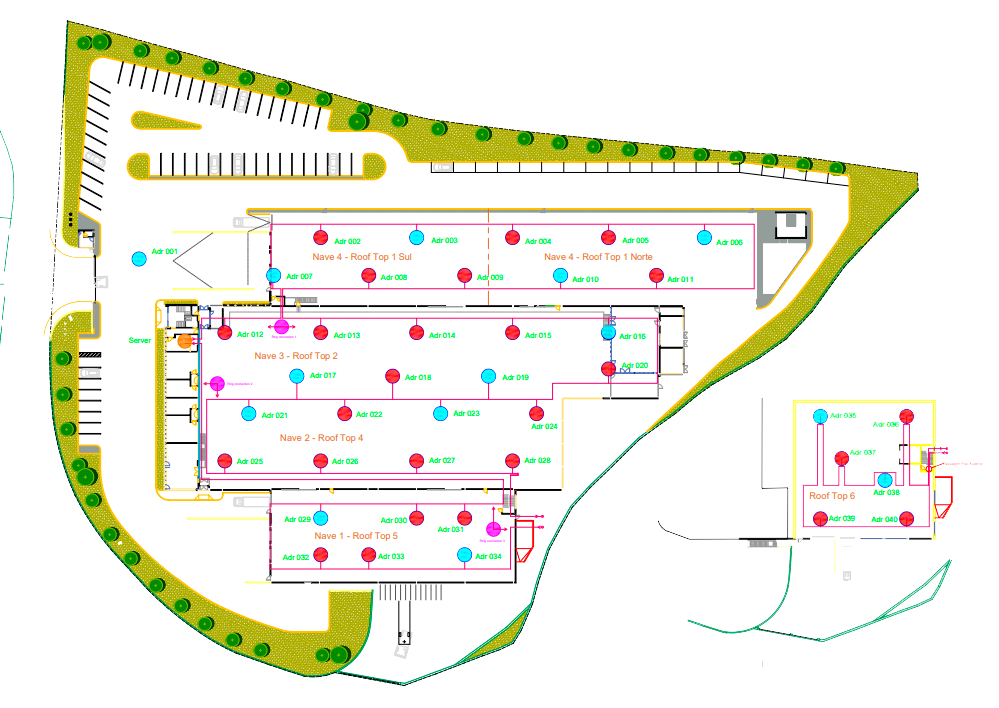 Adr 001
Adr 002
Adr 003
Adr 004
Adr 005
Adr 006
Nave 4 - Roof Top 1 Sul
Nave 4 - Roof Top 1 Norte
Adr 007
Adr 008
Adr 009
Adr 010
Adr 011
Server
Adr 012
Adr 013
Adr 014
Adr 015
Adr 016
Nave 3 - Roof Top 2
Adr 017
Adr 018
Adr 019
Adr 020
Adr 021
Adr 022
Adr 023
Adr 024
Nave 2 - Roof Top 4
Adr 025
Adr 026
Adr 027
Adr 028
Adr 029
Adr 030
Adr 031
Nave 1 - Roof Top 5
Adr 032
Adr 033
Adr 034
Adr 035
Adr 036
Adr 037
Adr 038
Roof Top 6
Adr 039
Adr 040